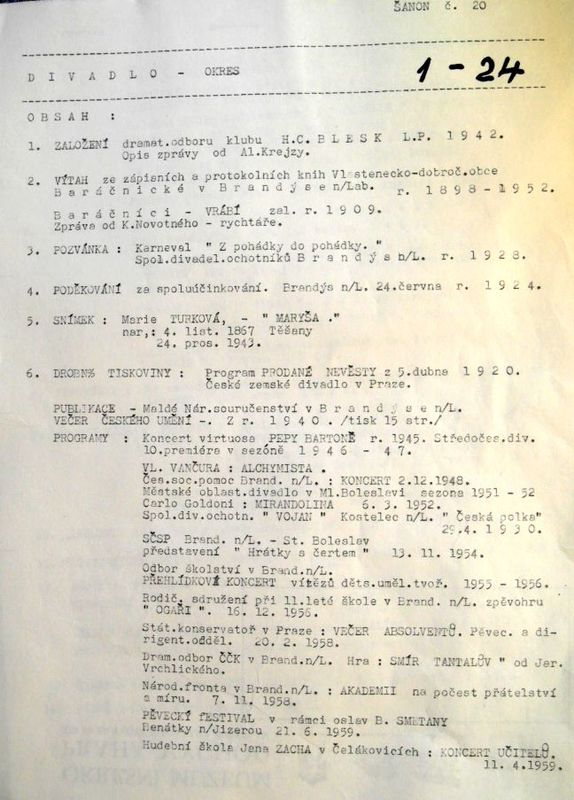 ŠANON č. 20
D I V A D L O - OKRES
1 - 24
O B S A H :
1. ZALOŽENÍ dramat.odboru klubu H.C. B L E S K L.P. 1 9 4 2.
Opis zprávy od Al.Krejzy.
2. VÝTAH ze zápisních a protokolních knih Vlastenecko-dobroč.obce
B a r á č n i c k é v B r a n d ý s e n/Lab. r. 1 8 9 8 - 1 9 5 2.
B a r á č n í c i - VRÁBÍ zal. r. 1 9 0 9.
Zpráva od K.Novotného - rychtáře.
3. POZVÁNKA : Karneval " Z pohádky do pohádky. "
Spol.divadel.ochotníků B r a n d ý s n/L. r. 1 9 2 8.
4. PODĚKOVÁNÍ za spoluúčinkování. Brandýs n/L. 24.června r. 1 9 2 4.
5. SNÍMEK : Marie TURKOVÁ, - " MARYŠA ."
nar,: 4. list. 1867 Těšany
24. pros. 1943.
6. DROBN% TISKOVINY : Program PRODANÉ NEVĚSTY z 5.dubna 1 9 2 0.
České zemské divadlo v Praze.
PUBLIKACE - Maldé Nár.souručenství v B r a n d ý s e n/L.
VEČER ČESKÉHO UMĚNÍ -. Z r. 1 9 4 0. /tisk 15 str./
PROGRAMY : Koncert virtuosa PEPY BARTONĚ r. 1945. Středočes.div.
10.premiéra v sezóně 1 9 4 6 - 4 7.
VL. VANČURA : ALCHYMISTA .
Čes.soc.pomoc Brand. n/L. : KONCERT 2.12.1948.
Městské oblast.divadlo v Ml.Boleslavi sezona 1951 - 52
Carlo Goldoni : MIRANDOLINA 6. 3. 1952.
Spol.div.ochotn. " VOJAN " Kostelec n/L. " Česká polka"
29.4. 1 9 3 0.
SČSP Brand. n/L. - St. Boleslav
představení " Hrátky s čertem " 13. 11. 1954.
Odbor školství v Brand.n/L.
PŘEHLÍDKOVÝ KONCERT vítězů děts.uměl.tvoř. 1955 - 1956.
Rodič. sdružení při 11.leté škole v Brand. n/L. zpěvohru
" OGAŘI ". 16. 12. 1956.
Stát.konservatoř v Praze : VEČER ABSOLVENTŮ. Pěvec. a di-
rigent.odděl. 20. 2. 1958.
Dram.odbor ČČK v Brand.n/L. Hra : SMÍR TANTALŮV " od Jar.
Vrchlického.
Národ.fronta v Brand.n/L. : AKADEMII na počest přátelství
a míru. 7. 11. 1958.
PĚVECKÝ fESTIVAL v rámci oslav B. SMETANY
Benátky n/Jizerou 21. 6. 1959.
Hudební škola Jana ZACHA v Čelákovicích : KONCERT UČITELŮ.
11. 4.1959.